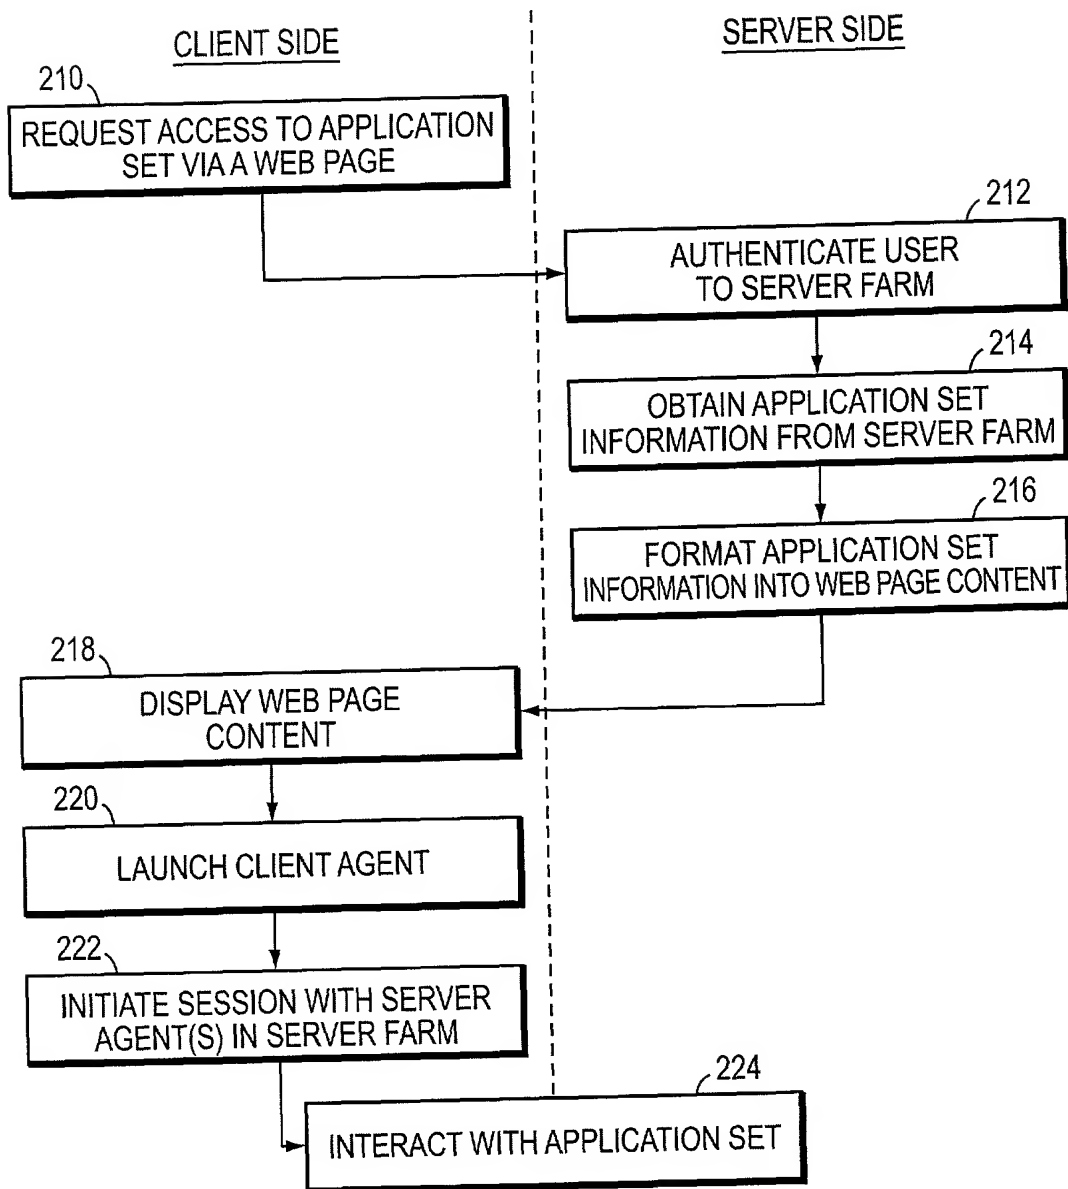 CLIENT SIDE
SERVER SIDE
210
REQUEST ACCESS TO APPLICATION
SET VIA A WEB PAGE
212
AUTHENTICATE USER
TO SERVER FARM
214
OBTAIN APPLICATION SET
INFORMATION FROM SERVER FARM
216
FORMAT APPLICATION SET
INFORMATION INTO WEB PAGE CONTENT
218
DISPLAY WEB PAGE
CONTENT
220
LAUNCH CLIENT AGENT
222
INITIATE SESSION WITH SERVER
AGENT(S) IN SERVER FARM
224
INTERACT WITH APPLICATION SET